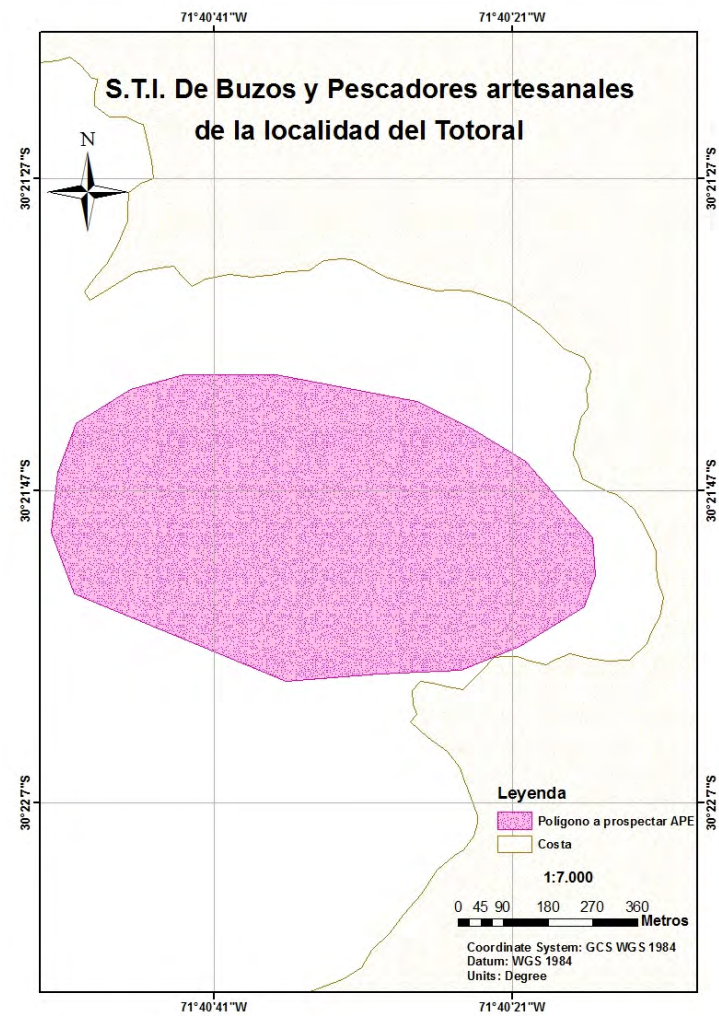 71°40'41"W 71°40'21"W
S.T.I. De Buzos y Pescadores artesanales
de la localidad del Totoral
N
30°21'27"S 30°21'27"S
30°21'47"S 30°21'47"S
30°22'7"S 30°22'7"S
Leyenda
Polígono a prospectar APE
Costa
1:7.000
0 45 90 180 270 360
Metros
Coordinate System: GCS WGS 1984
Datum: WGS 1984
Units: Degree
71°40'41"W 71°40'21"W